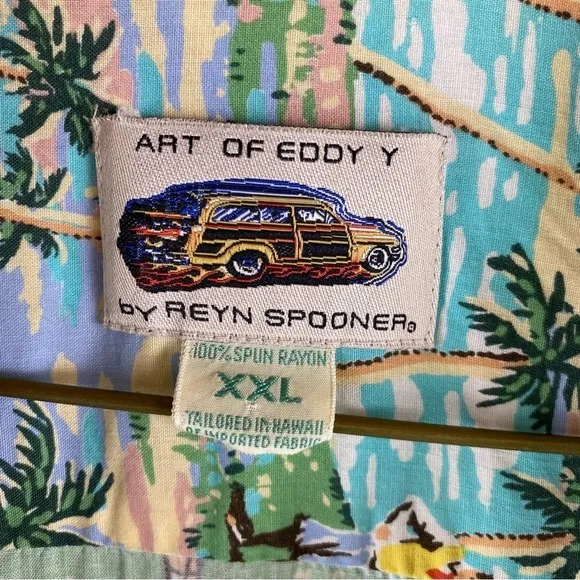 ART OF EDDY Y
by REYN SPOONER®
100% SPUN RAYON
XXL
TAILORED IN HAWAII
OF IMPORTED FABRIC